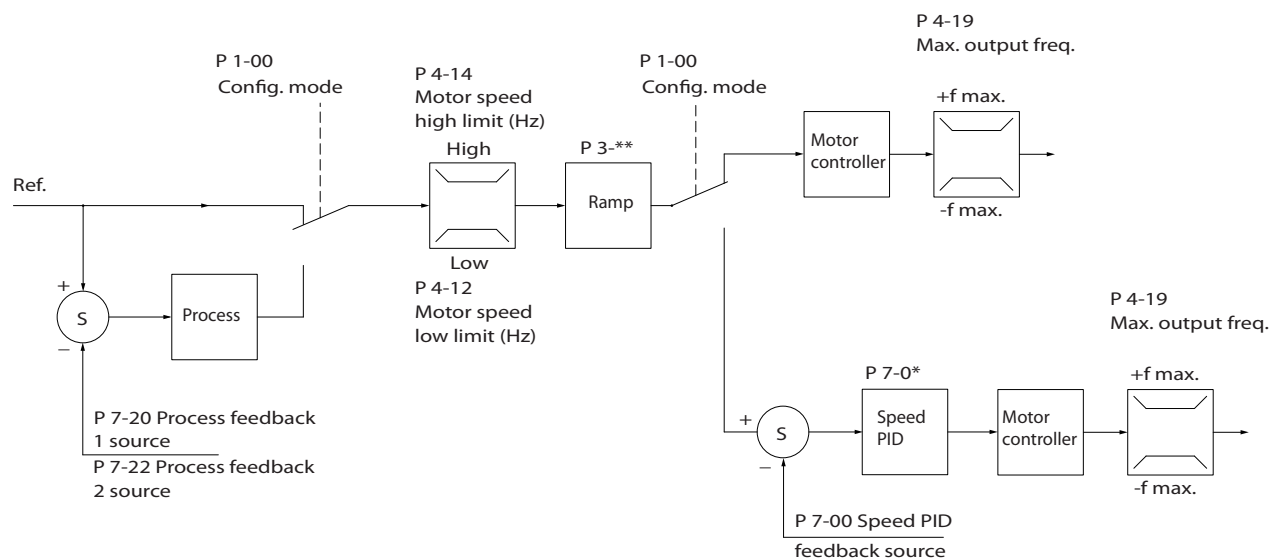 P 4-19
Max. output freq.
P 1-00
Config. mode
P 4-14
Motor speed
high limit (Hz)
High
P 1-00
Config. mode
+f max.
P 3-**
Motor
controller
Ref.
Ramp
-f max.
Low
P 4-12
Motor speed
low limit (Hz)
+
S
–
Process
P 4-19
Max. output freq.
P 7-20 Process feedback
1 source
P 7-22 Process feedback
2 source
P 7-0*
+f max.
+
S
–
Speed
PID
Motor
controller
-f max.
P 7-00 Speed PID
feedback source